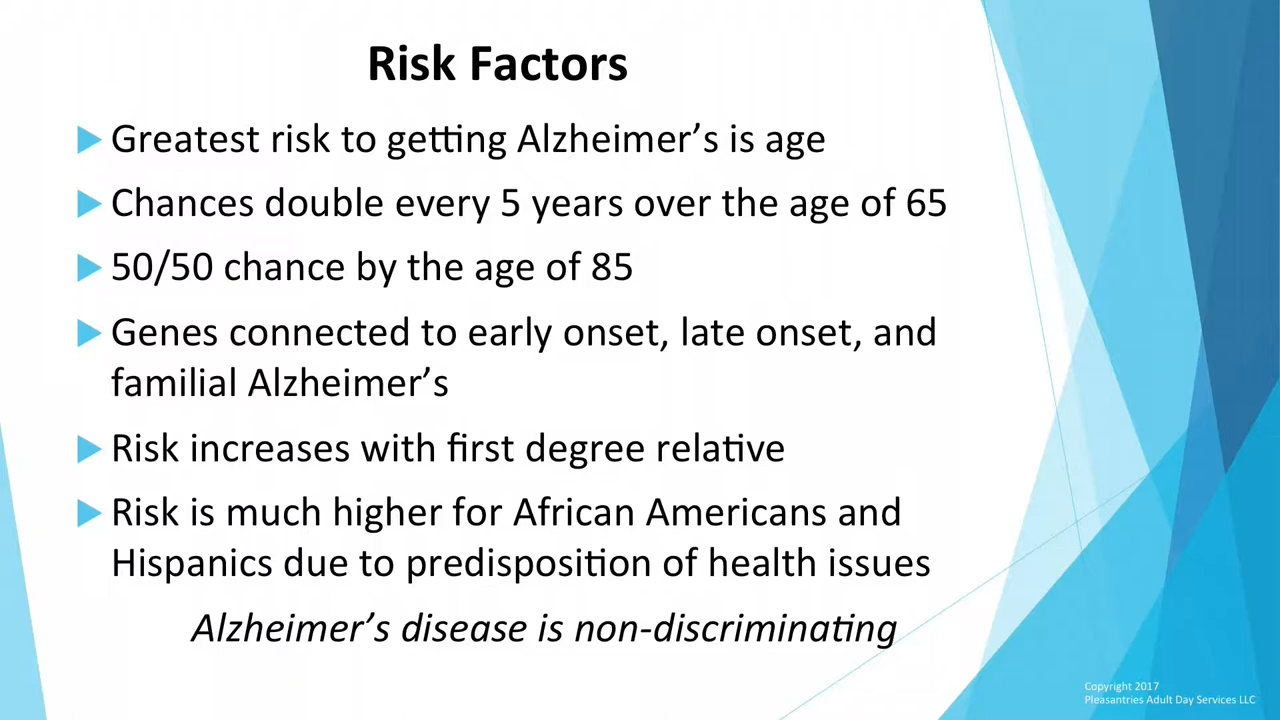 Risk Factors
Greatest risk to getting Alzheimer’s is age
Chances double every 5 years over the age of 65
50/50 chance by the age of 85
Genes connected to early onset, late onset, and
familial Alzheimer’s
Risk increases with first degree relative
Risk is much higher for African Americans and
Hispanics due to predisposition of health issues
Alzheimer’s disease is non-discriminating
Copyright 2017
Pleasantries Adult Day Services LLC